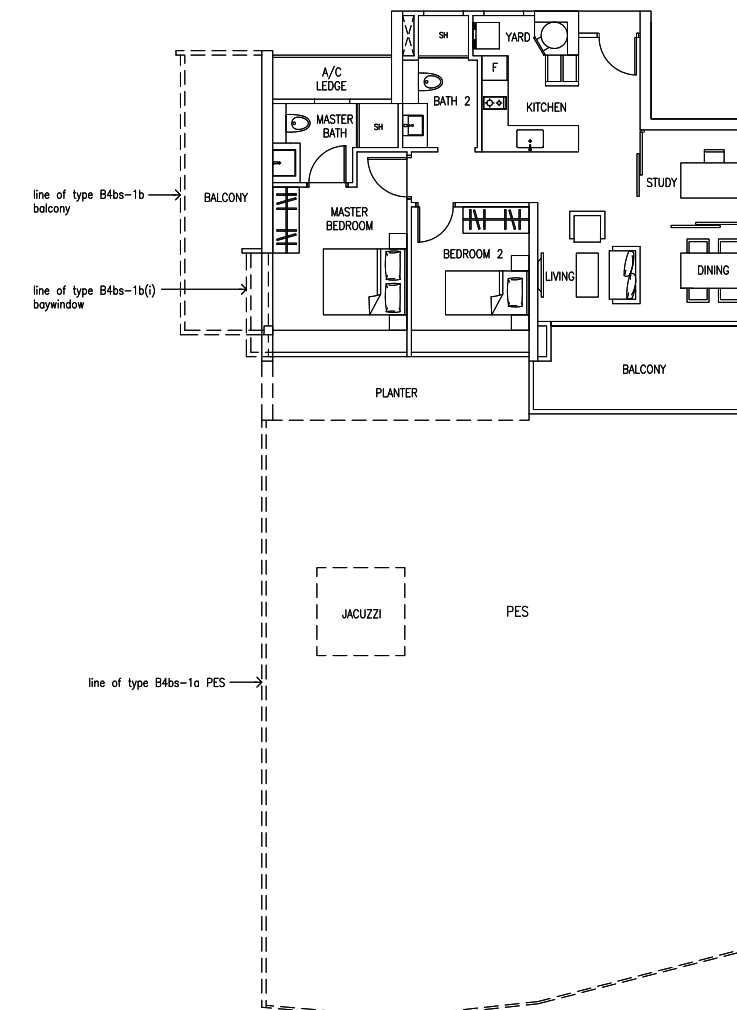 SH
YARD
F
A/C
LEDGE
BATH 2
KITCHEN
MASTER
BATH
SH
STUDY
line of type B4bs-1b
balcony
BALCONY
MASTER
BEDROOM
BEDROOM 2
LIVING
DINING
line of type B4bs-1b(i)
baywindow
BALCONY
PLANTER
JACUZZI
PES
line of type B4bs-1a PES